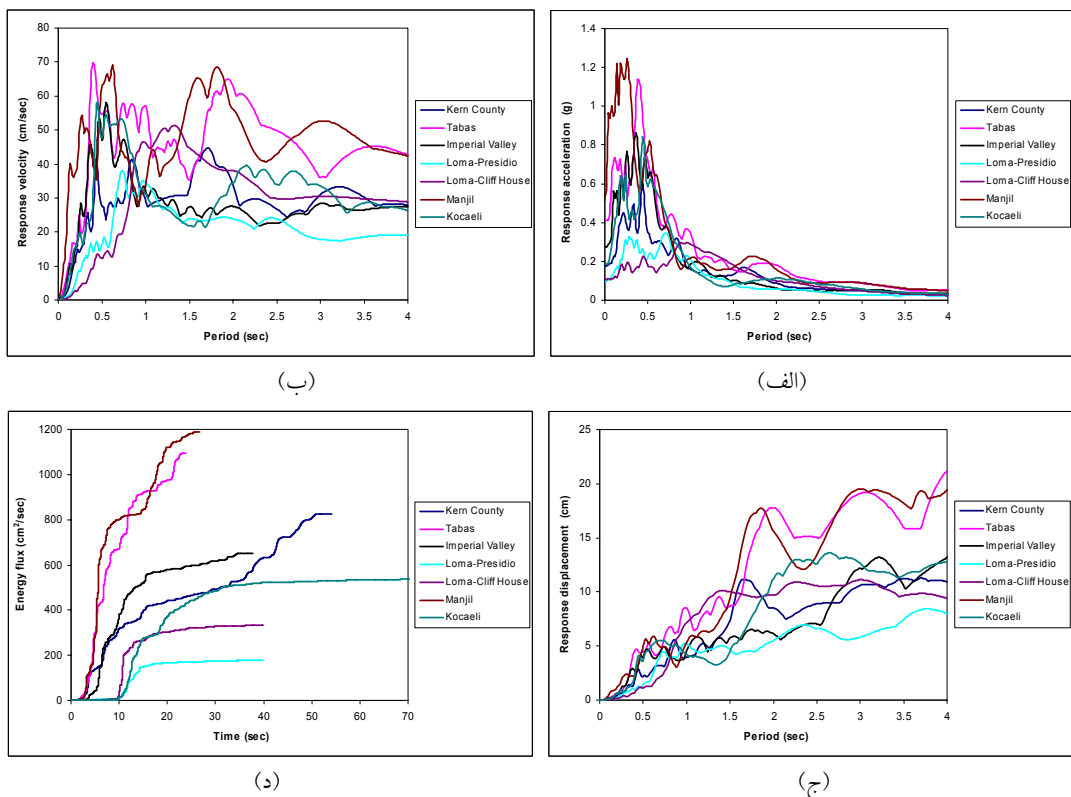 80
70
60
50
40
30
20
10
0
Response velocity (cm/sec)
0 0.5 1 1.5 2 2.5 3 3.5 4
Period (sec)
Kern County
Tabas
Imperial Valley
Loma-Presidio
Loma-Cliff House
Manjil
Kocaeli
(ب)
1.4
1.2
1
0.8
0.6
0.4
0.2
0
Response acceleration (g)
0 0.5 1 1.5 2 2.5 3 3.5 4
Period (sec)
Kern County
Tabas
Imperial Valley
Loma-Presidio
Loma-Cliff House
Manjil
Kocaeli
(الف)
1200
1000
800
600
400
200
0
Energy flux (cm²/sec)
0 10 20 30 40 50 60 70
Time (sec)
Kern County
Tabas
Imperial Valley
Loma-Presidio
Loma-Cliff House
Manjil
Kocaeli
(د)
25
20
15
10
5
0
Response displacement (cm)
0 0.5 1 1.5 2 2.5 3 3.5 4
Period (sec)
Kern County
Tabas
Imperial Valley
Loma-Presidio
Loma-Cliff House
Manjil
Kocaeli
(ج)